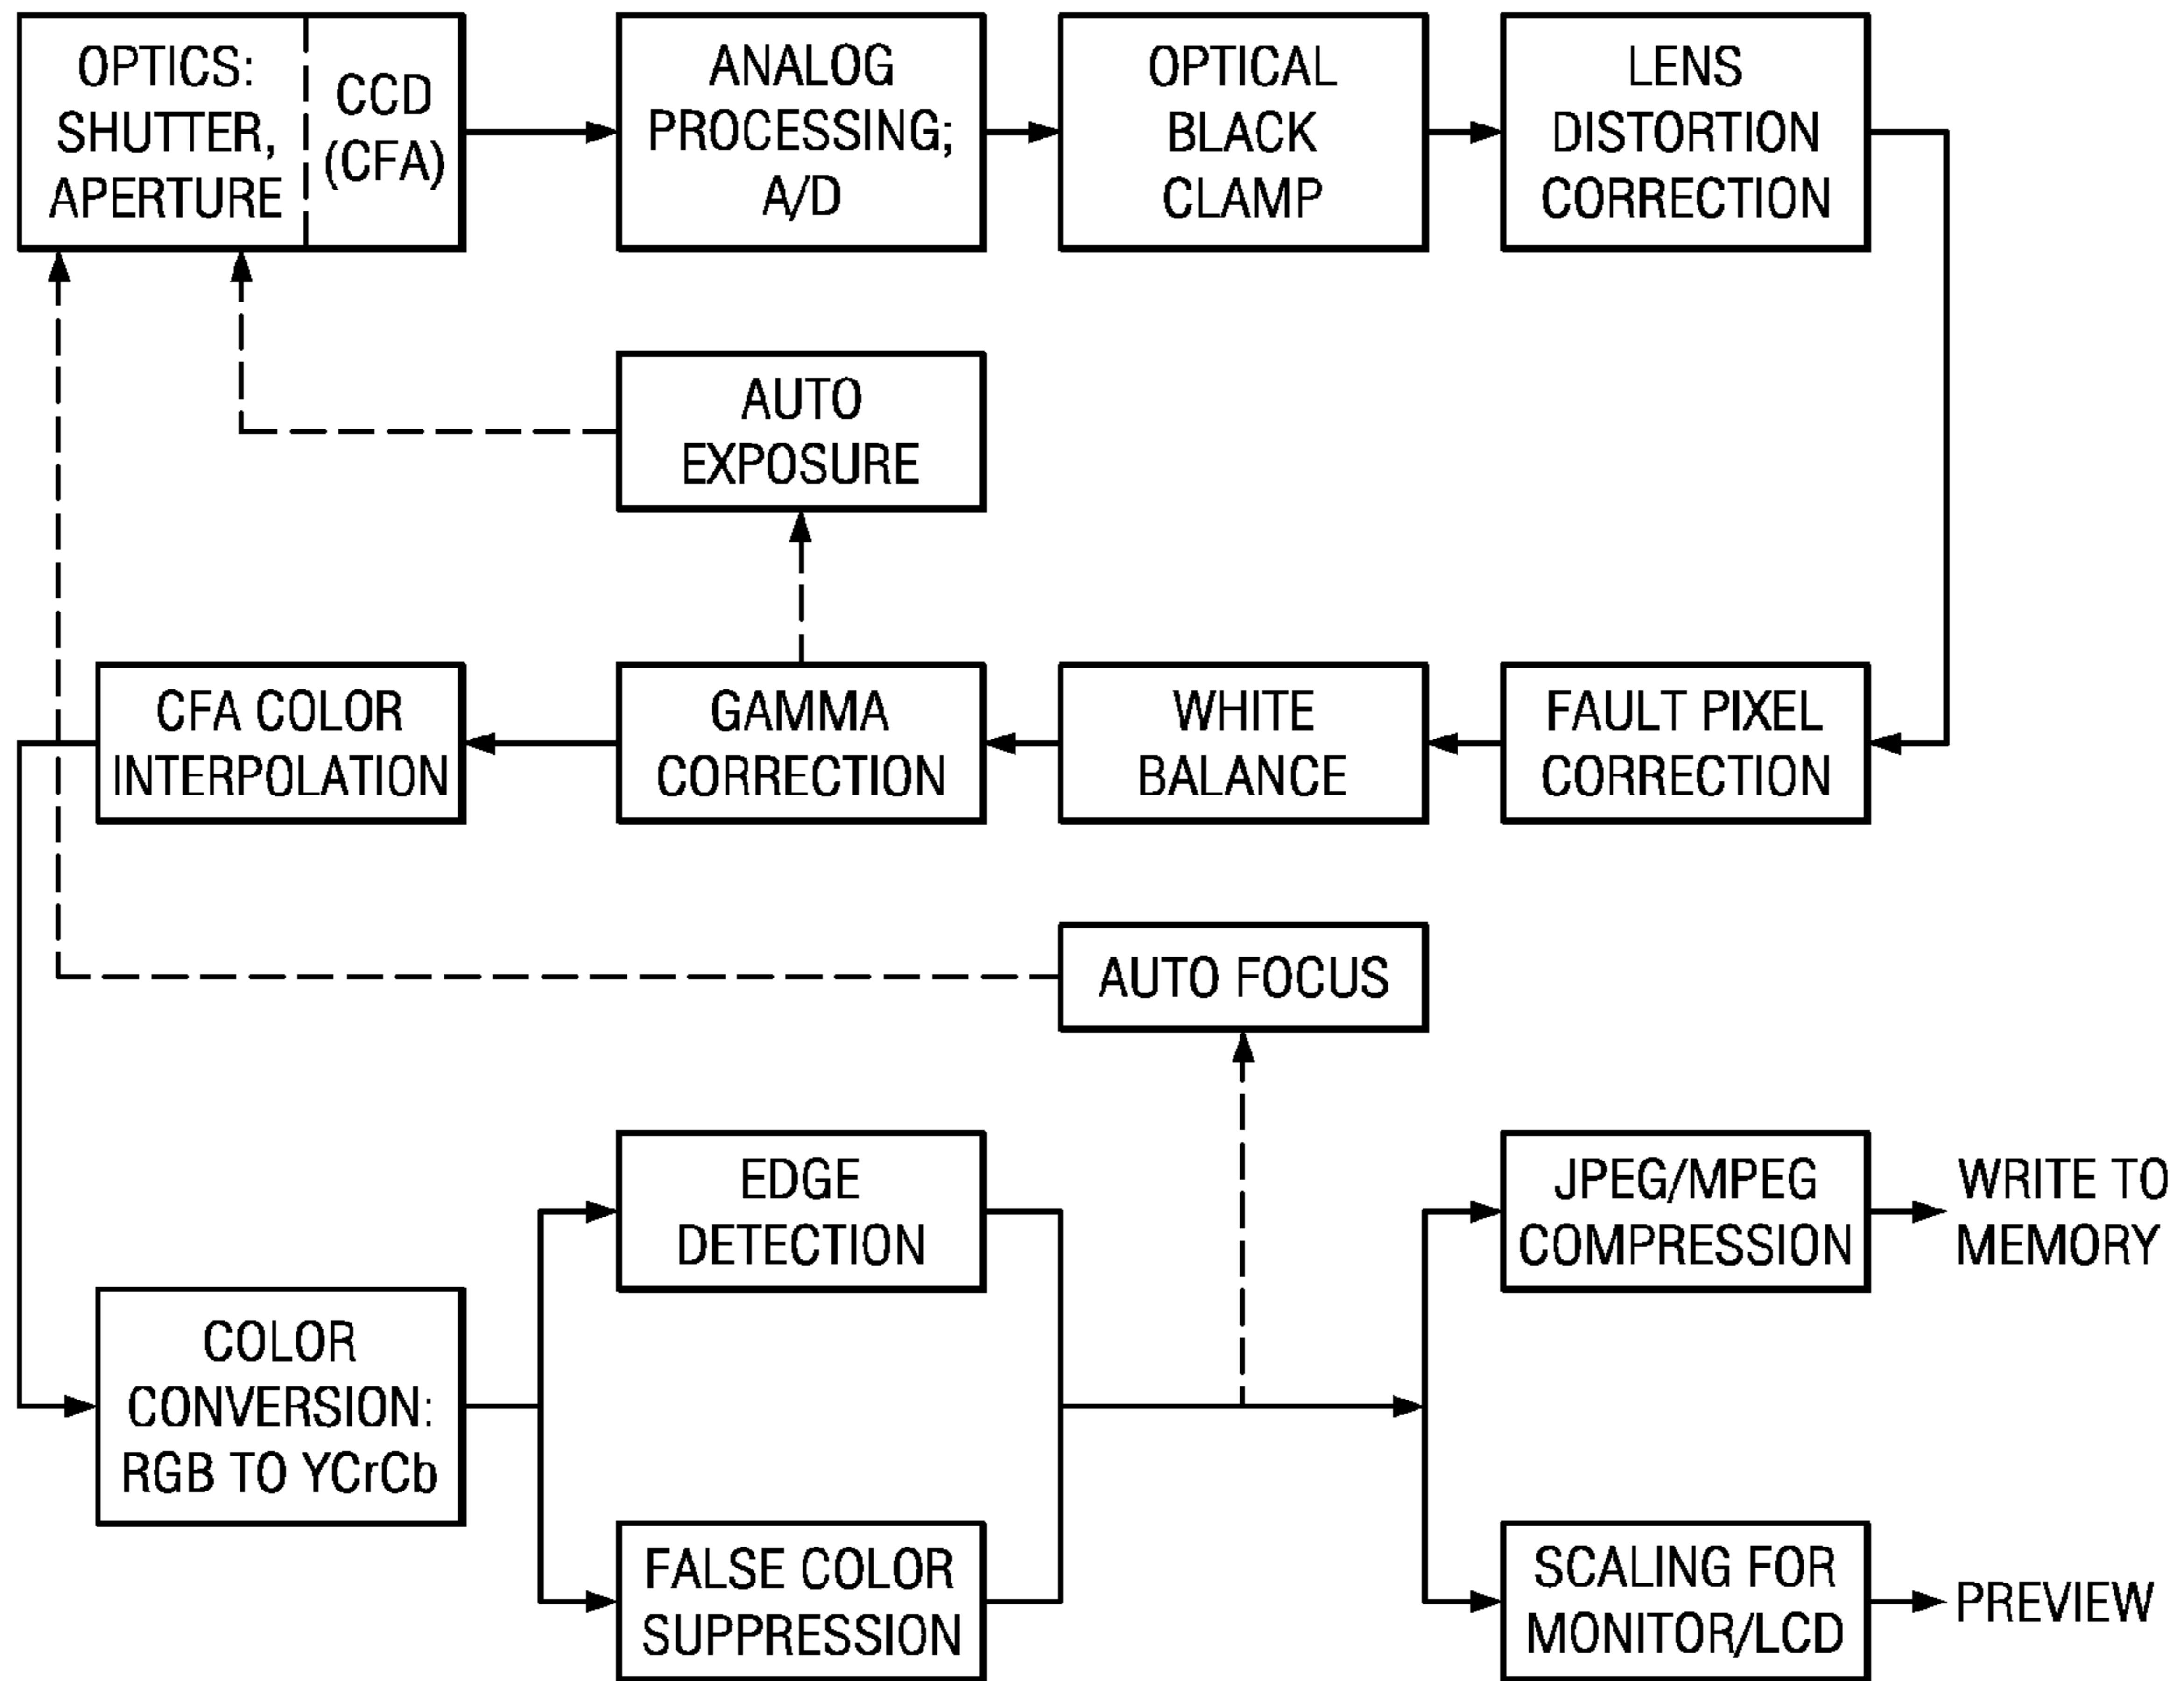 OPTICS:
SHUTTER,
APERTURE
CCD
(CFA)
ANALOG
PROCESSING;
A/D
OPTICAL
BLACK
CLAMP
LENS
DISTORTION
CORRECTION
AUTO
EXPOSURE
CFA COLOR
INTERPOLATION
GAMMA
CORRECTION
WHITE
BALANCE
FAULT PIXEL
CORRECTION
AUTO FOCUS
EDGE
DETECTION
JPEG/MPEG
COMPRESSION
WRITE TO
MEMORY
COLOR
CONVERSION:
RGB TO YCrCb
FALSE COLOR
SUPPRESSION
SCALING FOR
MONITOR/LCD
PREVIEW